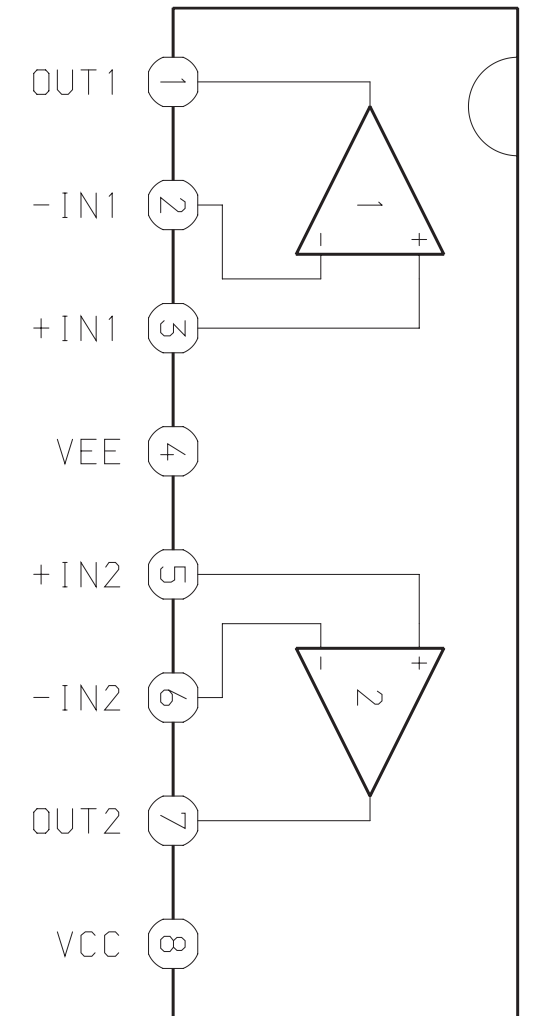 OUT1 1
-IN1 2
+IN1 3
VEE 4
+IN2 5
-IN2 6
OUT2 7
VCC 8
1
- +
- +
2